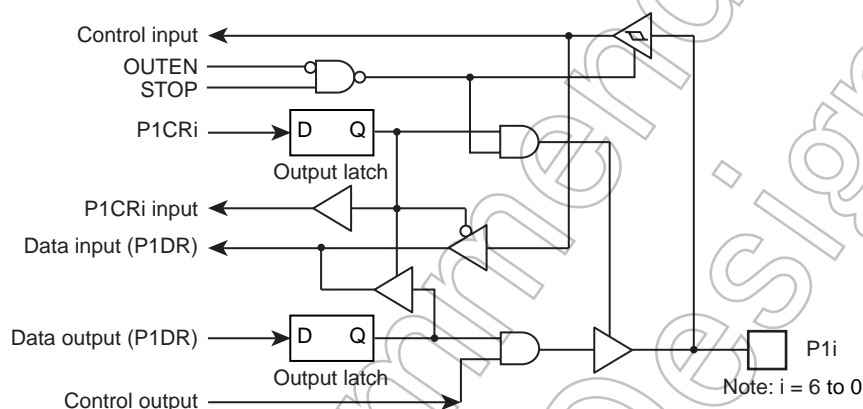 Control input
OUTEN
STOP
P1CRi
D Q
Output latch
P1CRi input
Data input (P1DR)
Data output (P1DR)
D Q
Output latch
Control output
P1i
Note: i = 6 to 0